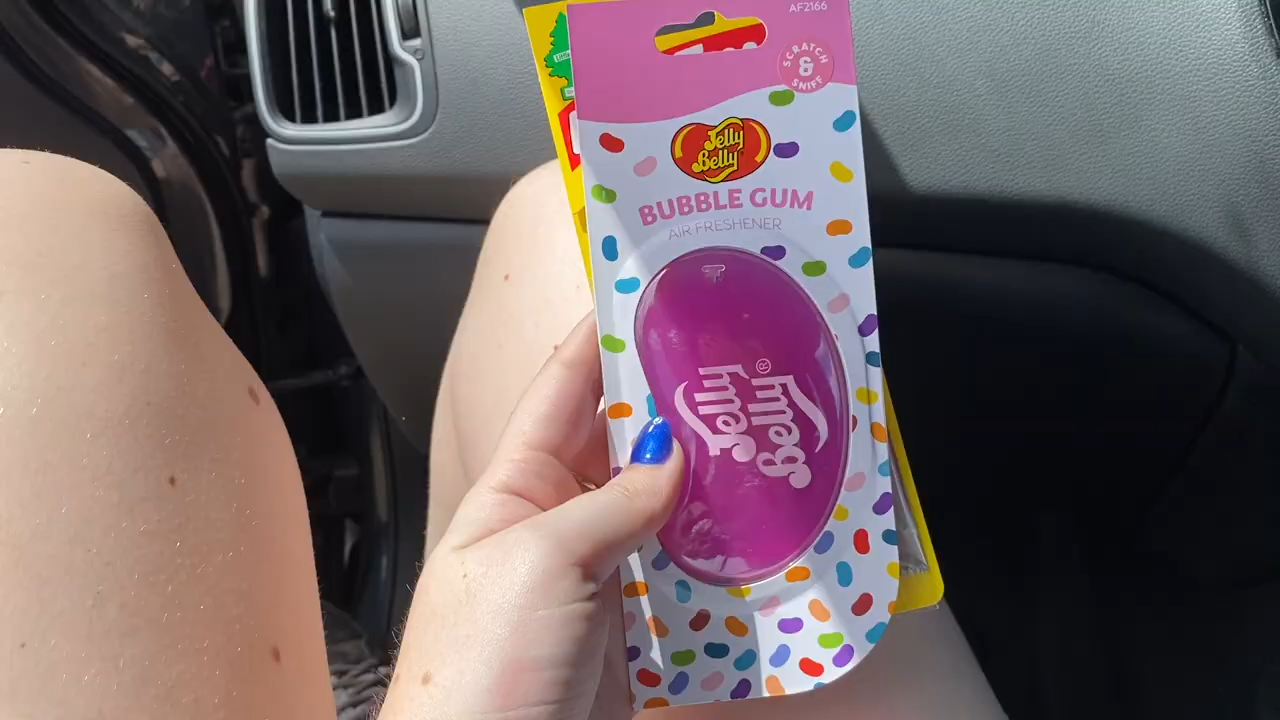 AF2166
SCRATCH
&
SNIFF
Jelly
Belly
BUBBLE GUM
AIR FRESHENER
Jelly
Belly®